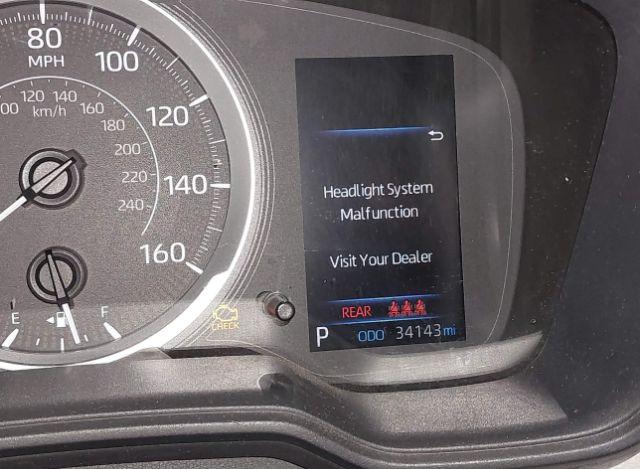 80
MPH
100
120
140
160
120 140
km/h
160
180
200
220
240
E
F
CHECK
Headlight System
Malfunction
Visit Your Dealer
REAR
P
ODO 34143 mi